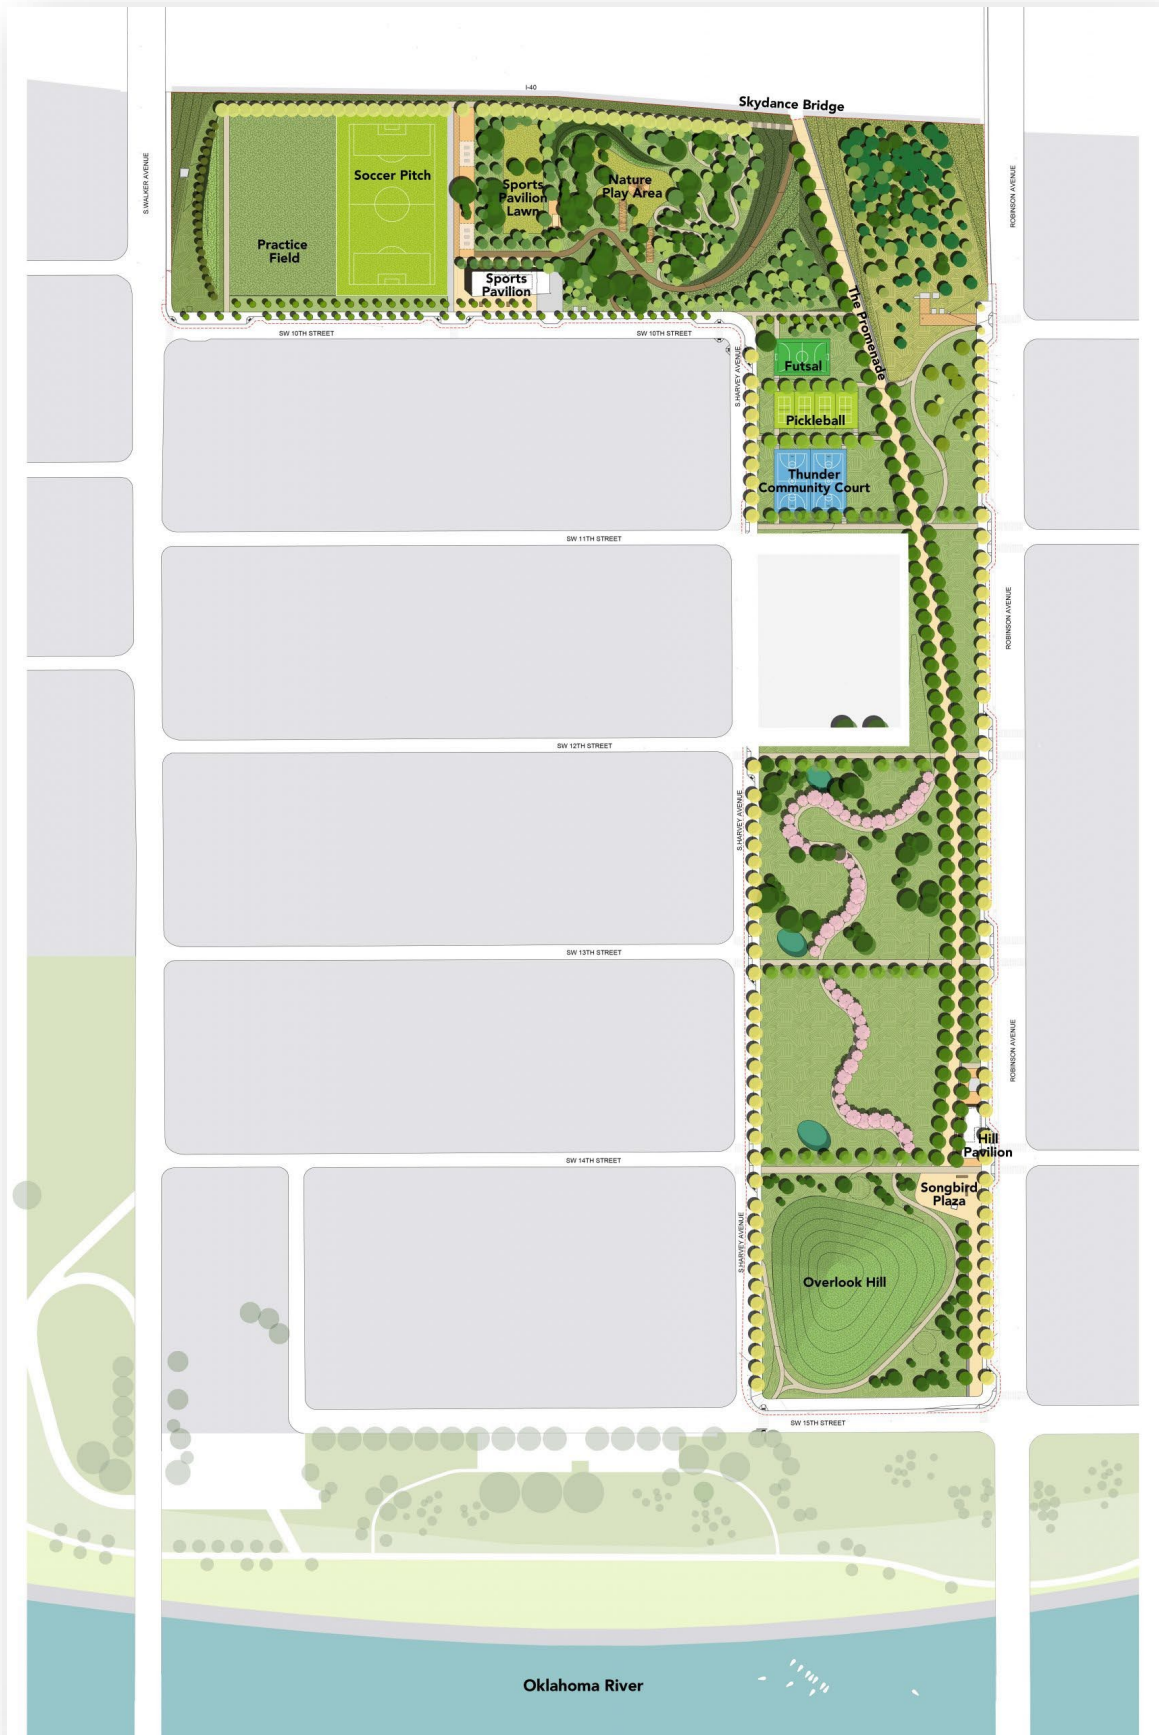 I-40
Skydance Bridge
S.WALKER AVENUE
ROBINSON AVENUE
Soccer Pitch
Sports
Pavilion
Lawn
Nature
Play Area
Practice
Field
Sports
Pavilion
The Promenade
SW 10TH STREET
SW 10TH STREET
S.HARVEY AVENUE
Futsal
Pickleball
Thunder
Community Court
SW 11TH STREET
ROBINSON AVENUE
SW 12TH STREET
S.HARVEY AVENUE
SW 13TH STREET
ROBINSON AVENUE
Hill
Pavilion
SW 14TH STREET
Songbird
Plaza
S.HARVEY AVENUE
Overlook Hill
SW 15TH STREET
Oklahoma River